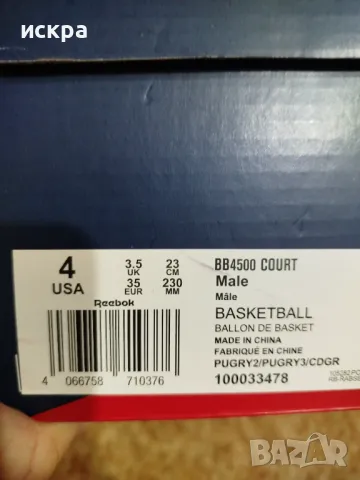 искра
4
USA
3.5
UK
35
EUR
23
CM
230
MM
Reebok
4 066758 710376
BB4500 COURT
Male
Mâle
BASKETBALL
BALLON DE BASKET
MADE IN CHINA
FABRIQUÉ EN CHINE
PUGRY2/PUGRY3/CDGR
100033478
bazar